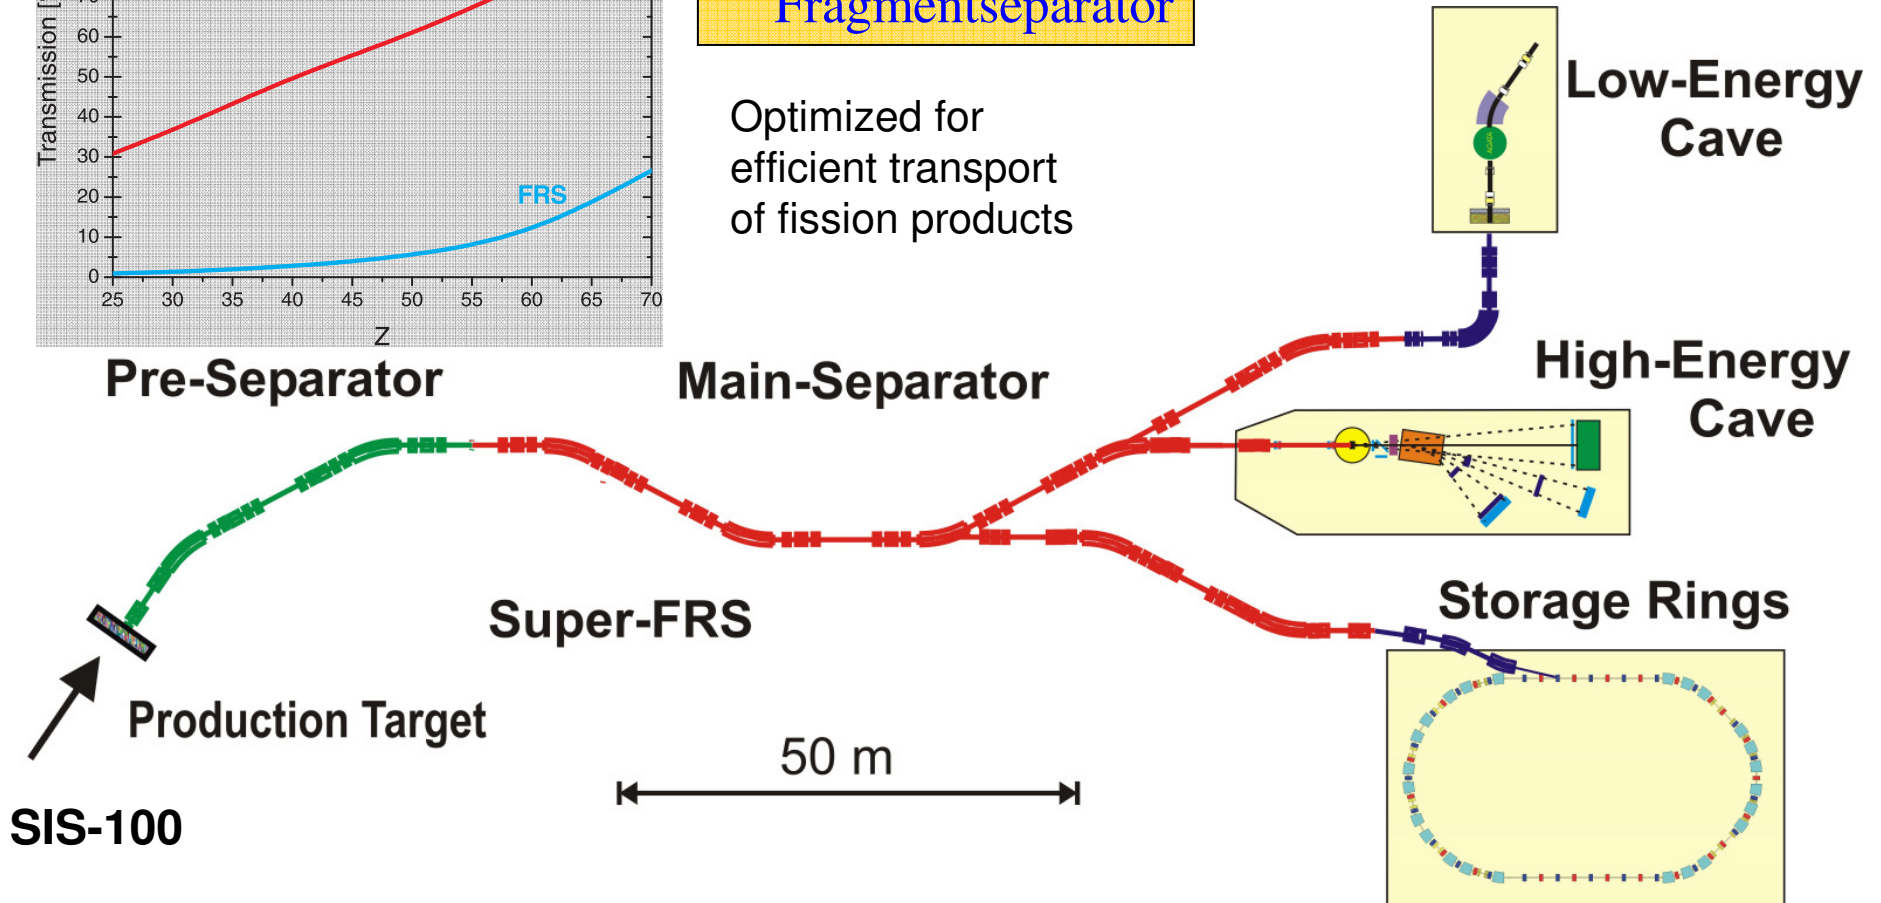 Fragmentseparator
Transmission [
70
60
50
40
30
20
10
0
FRS
25 30 35 40 45 50 55 60 65 70
Z
Optimized for
efficient transport
of fission products
Low-Energy
Cave
AGATA
Pre-Separator
Main-Separator
High-Energy
Cave
Super-FRS
Storage Rings
Production Target
50 m
SIS-100